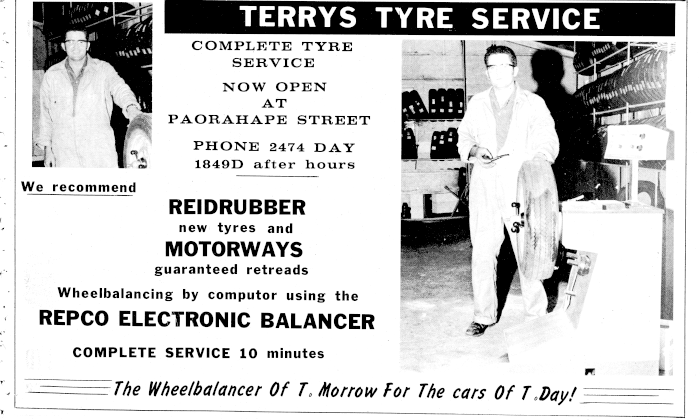 TERRYS TYRE SERVICE
COMPLETE TYRE
SERVICE
NOW OPEN
AT
PAORAHAPE STREET
PHONE 2474 DAY
1849D after hours
We recommend
REIDRUBBER
new tyres and
MOTORWAYS
guaranteed retreads
Wheelbalancing by computor using the
REPCO ELECTRONIC BALANCER
COMPLETE SERVICE 10 minutes
The Wheelbalancer Of T. Morrow For The cars Of T.Day!